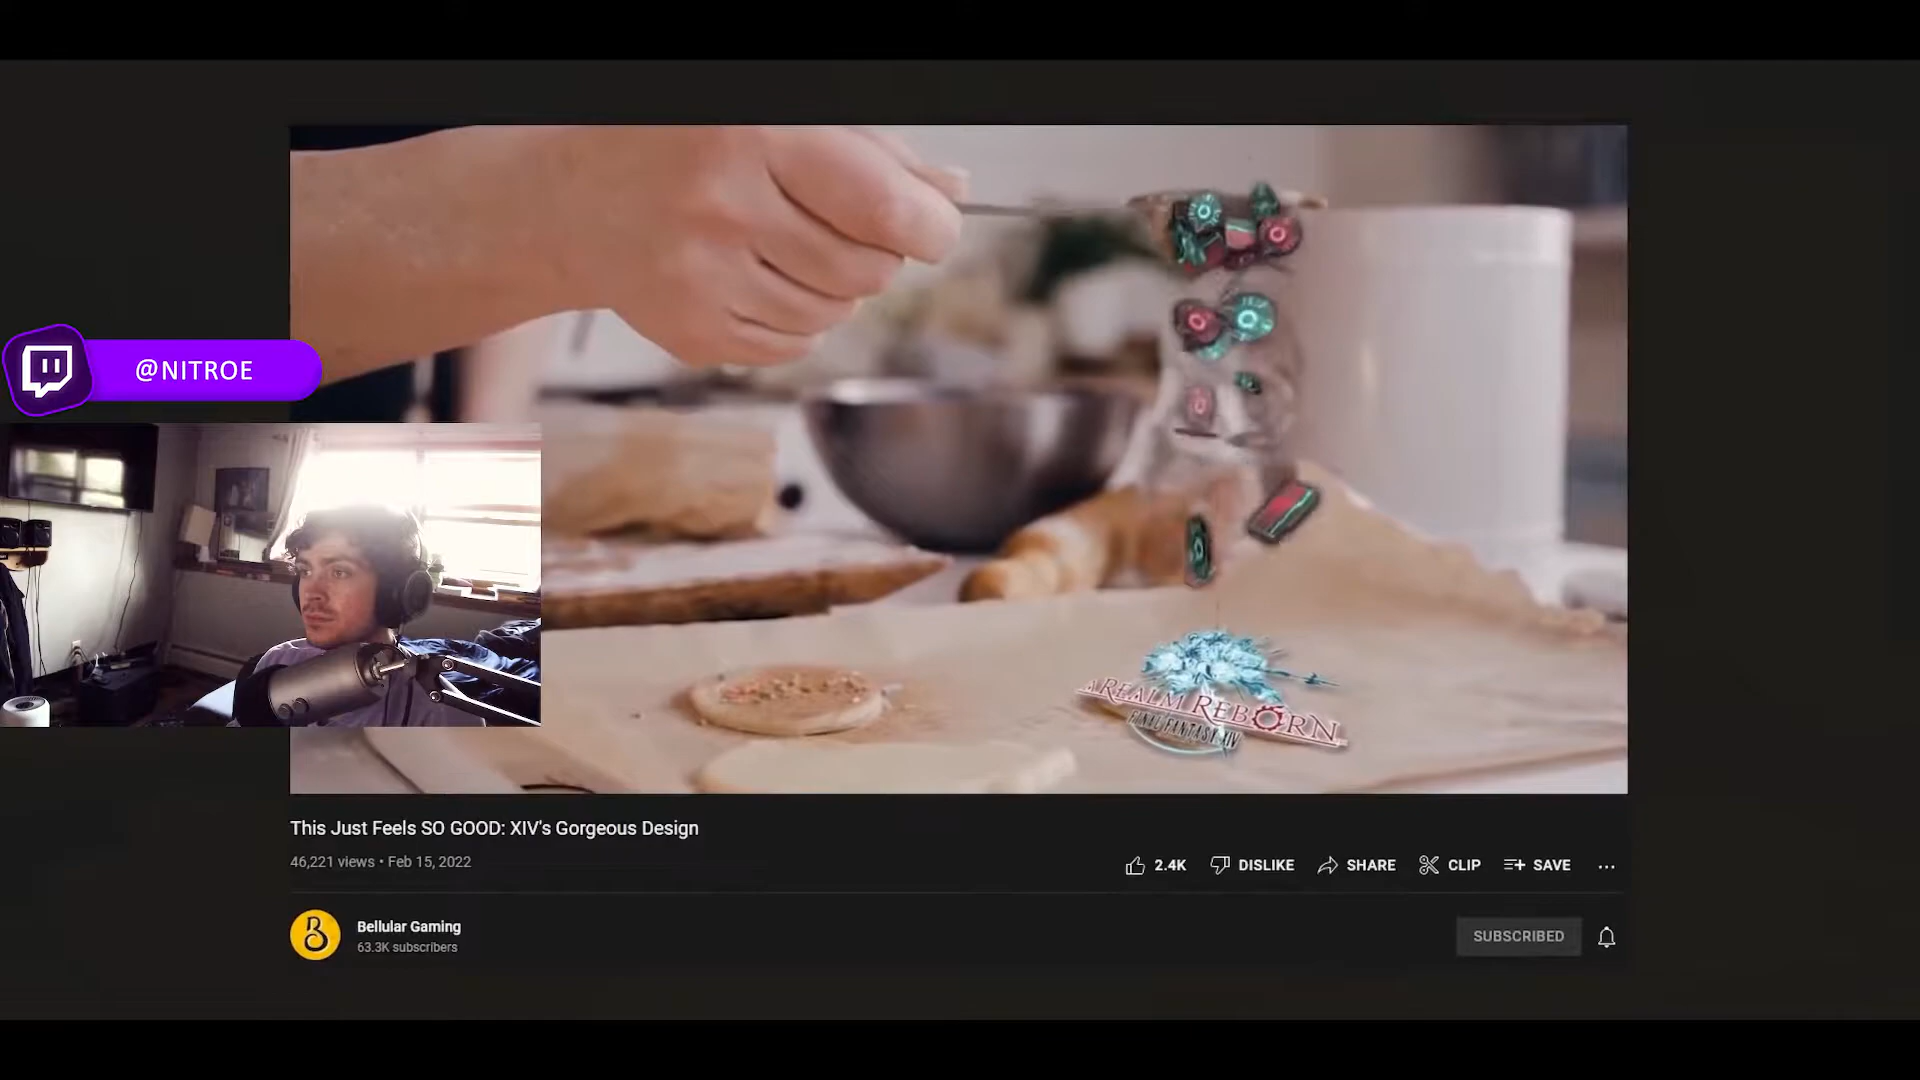 @NITROE
A REALM REBORN
FINAL FANTASY XIV
This Just Feels SO GOOD: XIV's Gorgeous Design
46,221 views • Feb 15, 2022
2.4K
DISLIKE
SHARE
CLIP
SAVE
B
Bellular Gaming
63.3K subscribers
SUBSCRIBED